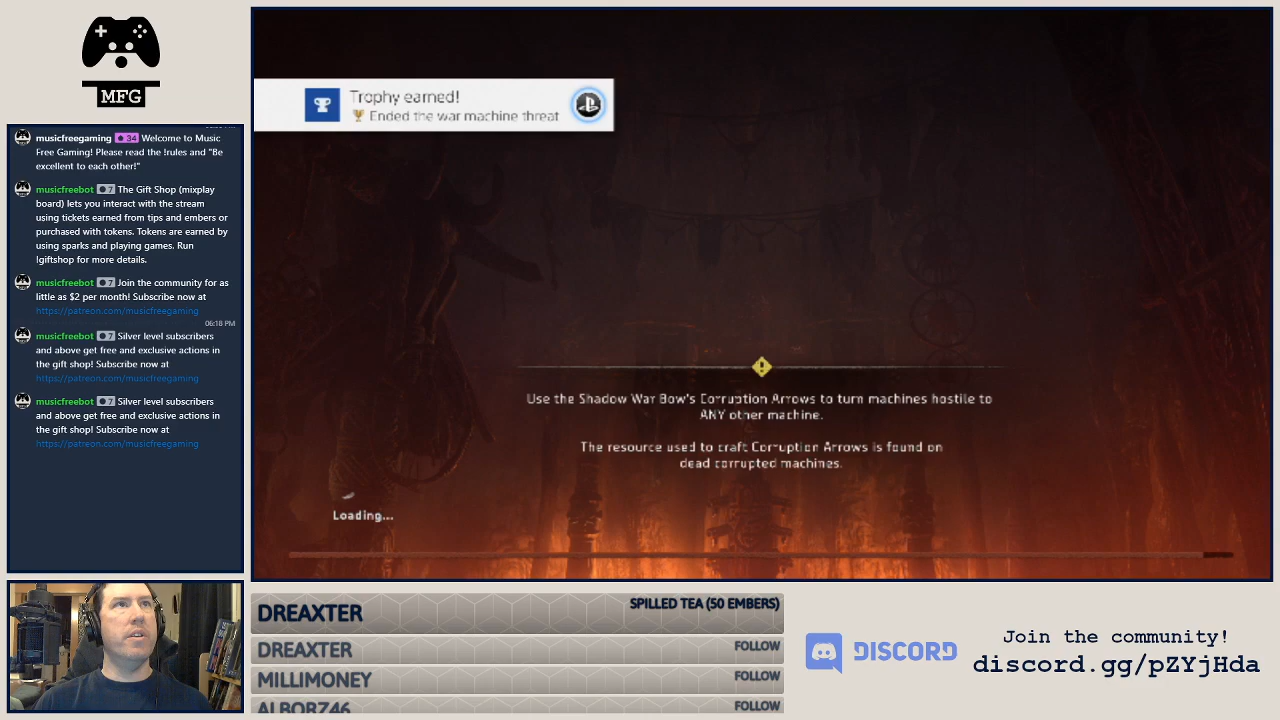 MFG
musicfreegaming 34 Welcome to Music
Free Gaming! Please read the !rules and "Be
excellent to each other!"
musicfreebot 7 The Gift Shop (mixplay
board) lets you interact with the stream
using tickets earned from tips and embers or
purchased with tokens. Tokens are earned by
using sparks and playing games. Run
!giftshop for more details.
musicfreebot 7 Join the community for as
little as $2 per month! Subscribe now at
https://patreon.com/musicfreegaming
06:18 PM
musicfreebot 7 Silver level subscribers
and above get free and exclusive actions in
the gift shop! Subscribe now at
https://patreon.com/musicfreegaming
musicfreebot 7 Silver level subscribers
and above get free and exclusive actions in
the gift shop! Subscribe now at
https://patreon.com/musicfreegaming
Trophy earned!
Ended the war machine threat
Use the Shadow War Bow's Corruption Arrows to turn machines hostile to
ANY other machine.
The resource used to craft Corruption Arrows is found on
dead corrupted machines.
Loading...
DREAXTER SPILLED TEA (50 EMBERS)
DREAXTER FOLLOW
MILLIMONEY FOLLOW
ALBORZ46 FOLLOW
DISCORD
Join the community!
discord.gg/pZYjHda